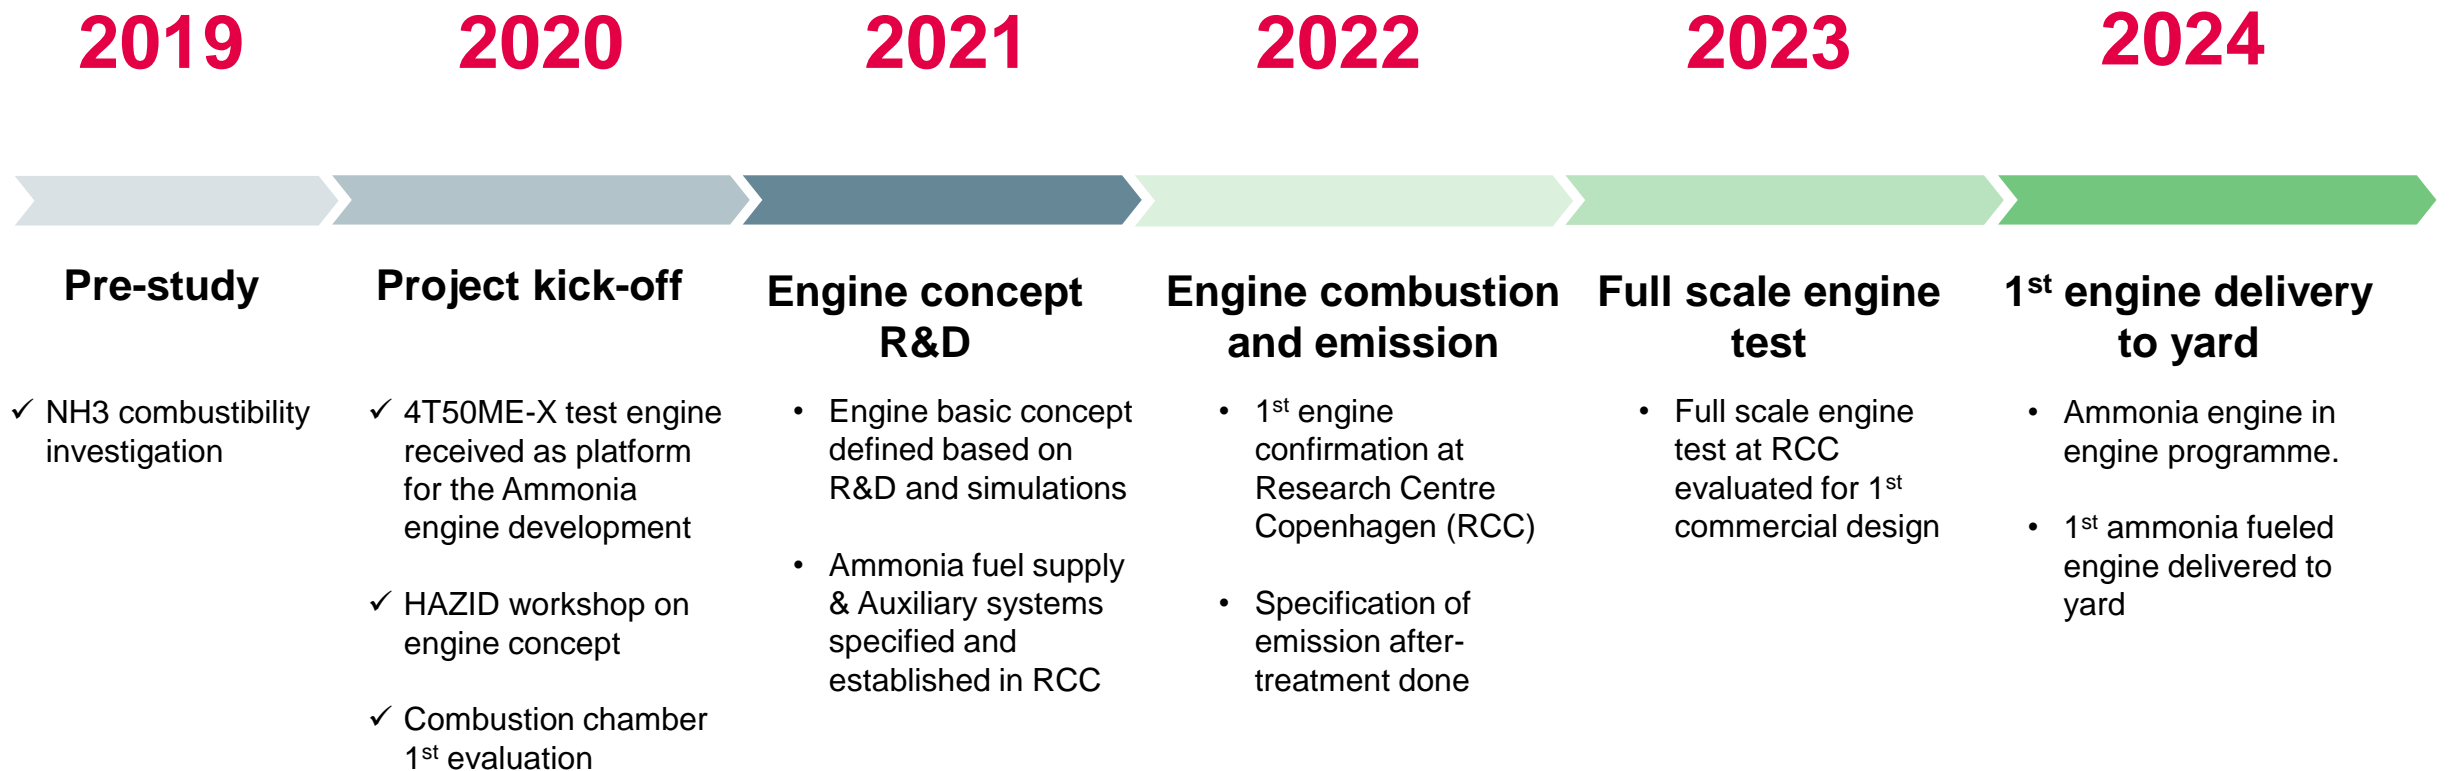 2019
2020
2021
2022
2023
2024
Pre-study
✓ NH3 combustibility
investigation
Project kick-off
✓ 4T50ME-X test engine
received as platform
for the Ammonia
engine development
✓ HAZID workshop on
engine concept
✓ Combustion chamber
1st evaluation
Engine concept
R&D
• Engine basic concept
defined based on
R&D and simulations
• Ammonia fuel supply
& Auxiliary systems
specified and
established in RCC
Engine combustion
and emission
• 1st engine
confirmation at
Research Centre
Copenhagen (RCC)
• Specification of
emission after-
treatment done
Full scale engine
test
• Full scale engine
test at RCC
evaluated for 1st
commercial design
1st engine delivery
to yard
• Ammonia engine in
engine programme.
• 1st ammonia fueled
engine delivered to
yard